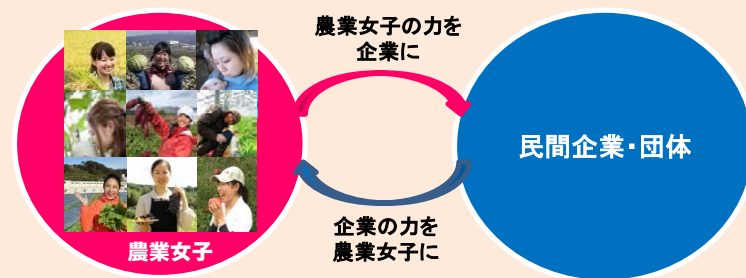 農業女子の力を
企業に
民間企業・団体
企業の力を
農業女子に
農業女子